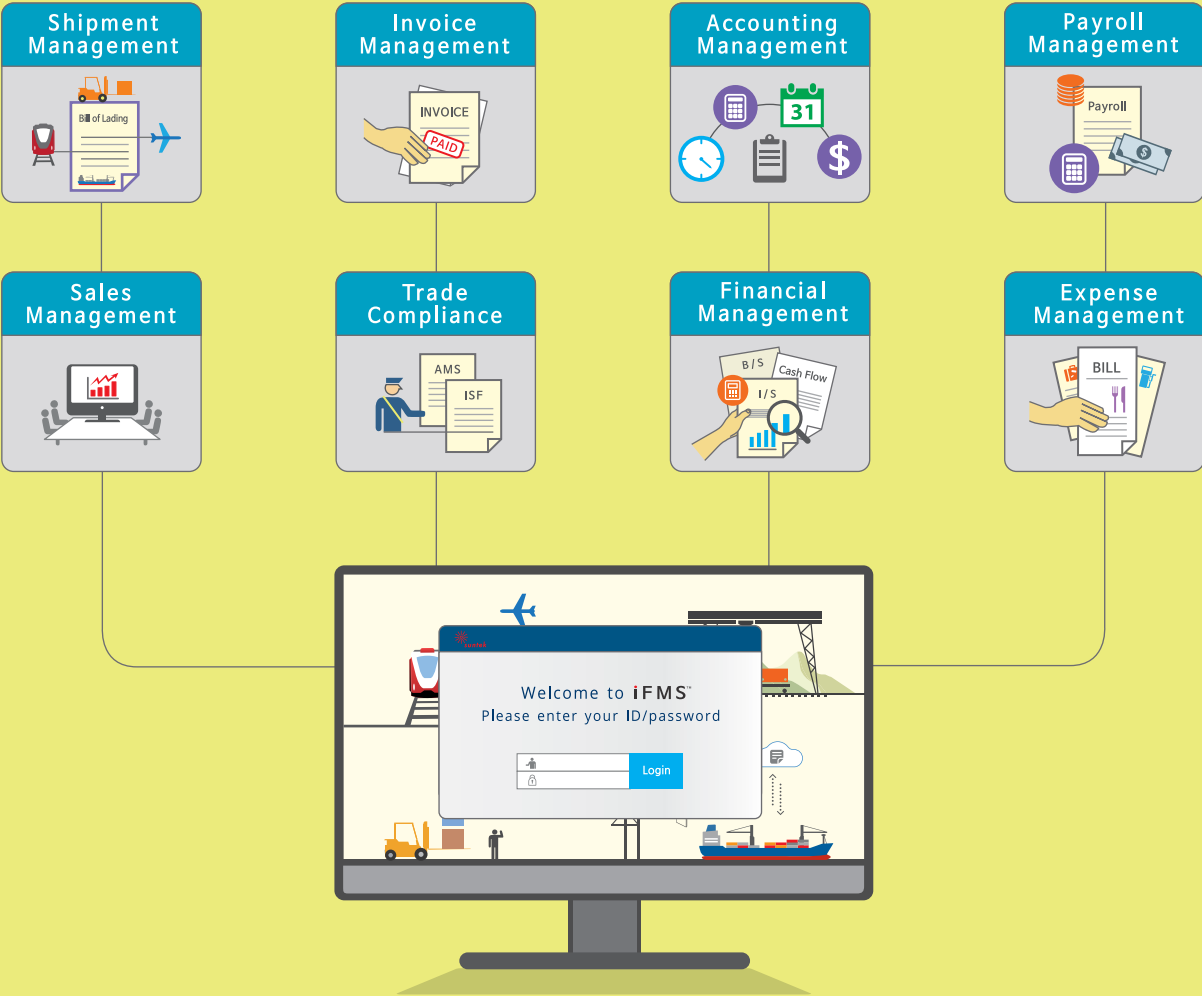 Shipment
Management
Invoice
Management
Accounting
Management
Payroll
Management
Bill of Lading
INVOICE
PAID
31
$
Payroll
$
Sales
Management
Trade
Compliance
Financial
Management
Expense
Management
AMS
ISF
B/S
Cash Flow
I/S
BILL
Welcome to iFMS™
Please enter your ID/password
Login